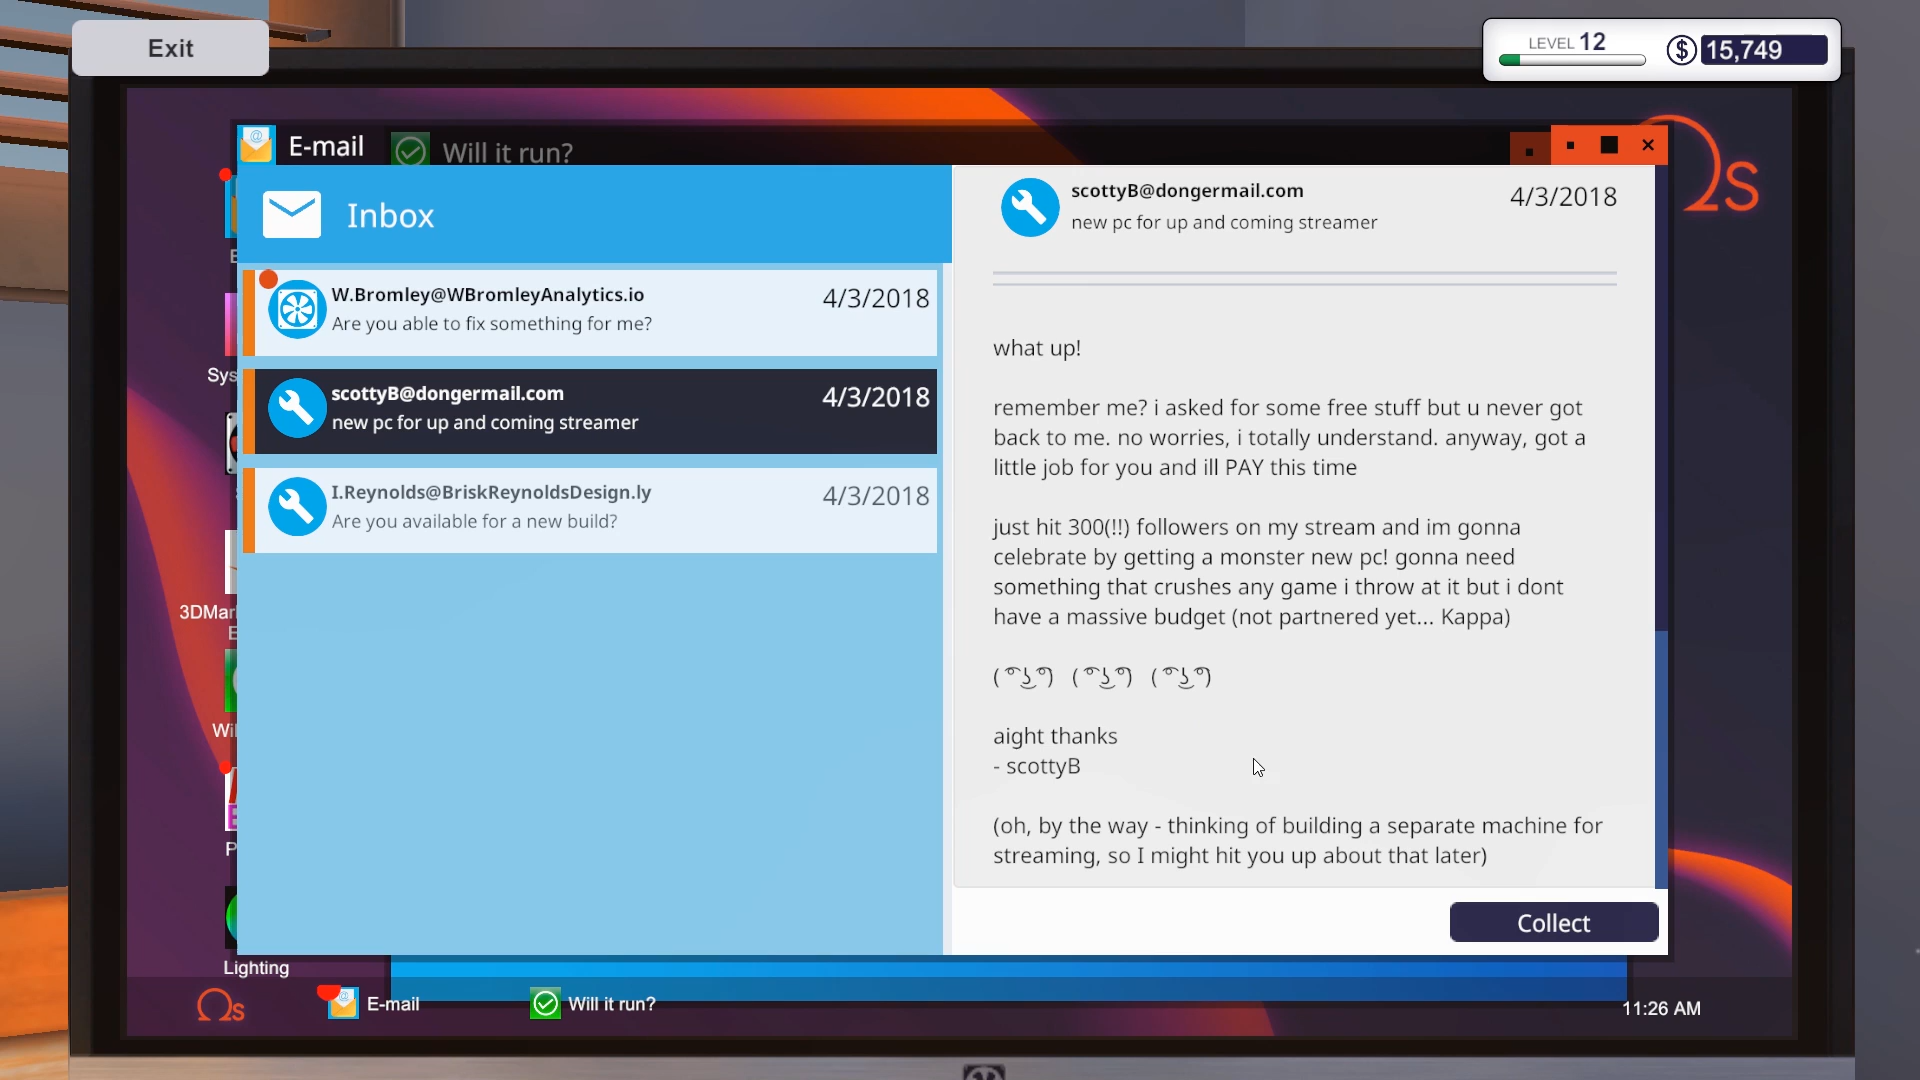 Exit
LEVEL 12
$ 15,749
E-mail
Will it run?
Inbox
W.Bromley@WBromleyAnalytics.io
4/3/2018
Are you able to fix something for me?
scottyB@dongermail.com
4/3/2018
new pc for up and coming streamer
I.Reynolds@BriskReynoldsDesign.ly
4/3/2018
Are you available for a new build?
scottyB@dongermail.com
4/3/2018
new pc for up and coming streamer
what up!
remember me? i asked for some free stuff but u never got
back to me. no worries, i totally understand. anyway, got a
little job for you and ill PAY this time
just hit 300(!!) followers on my stream and im gonna
celebrate by getting a monster new pc! gonna need
something that crushes any game i throw at it but i dont
have a massive budget (not partnered yet... Kappa)
( ͡° ͜ʖ ͡°) ( ͡° ͜ʖ ͡°) ( ͡° ͜ʖ ͡°)
aight thanks
- scottyB
(oh, by the way - thinking of building a separate machine for
streaming, so I might hit you up about that later)
Collect
Sys
3DMar
E
Wil
P
Lighting
Ωs
Ωs
E-mail
Will it run?
11:26 AM